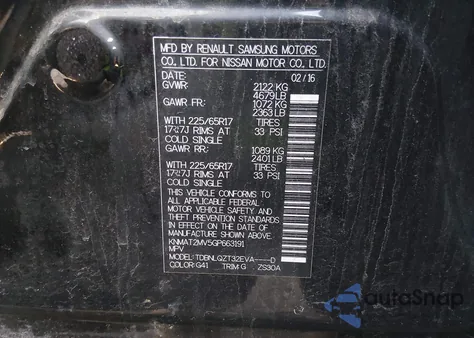 MFD BY RENAULT SAMSUNG MOTORS
CO., LTD. FOR NISSAN MOTOR CO., LTD.
DATE: 02/16
GVWR: 2122 KG
4679 LB
GAWR FR: 1072 KG
2363 LB
WITH 225/65R17 TIRES
17x7J RIMS AT 33 PSI
COLD SINGLE
GAWR RR: 1089 KG
2401 LB
WITH 225/65R17 TIRES
17x7J RIMS AT 33 PSI
COLD SINGLE
THIS VEHICLE CONFORMS TO
ALL APPLICABLE FEDERAL
MOTOR VEHICLE SAFETY AND
THEFT PREVENTION STANDARDS
IN EFFECT ON THE DATE OF
MANUFACTURE SHOWN ABOVE.
KNMAT2MV5GP663191
MPV
MODEL: TDBNLQZT32EVA----D
COLOR: G41 TRIM G ZS30A
autoSnap